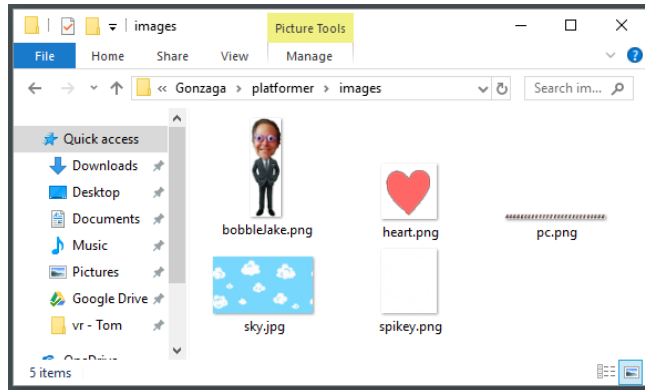 images
Picture Tools
File
Home
Share
View
Manage
« Gonzaga > platformer > images
Search im...
Quick access
Downloads
Desktop
Documents
Music
Pictures
Google Drive
vr - Tom
bobbleJake.png
heart.png
pc.png
sky.jpg
spikey.png
5 items